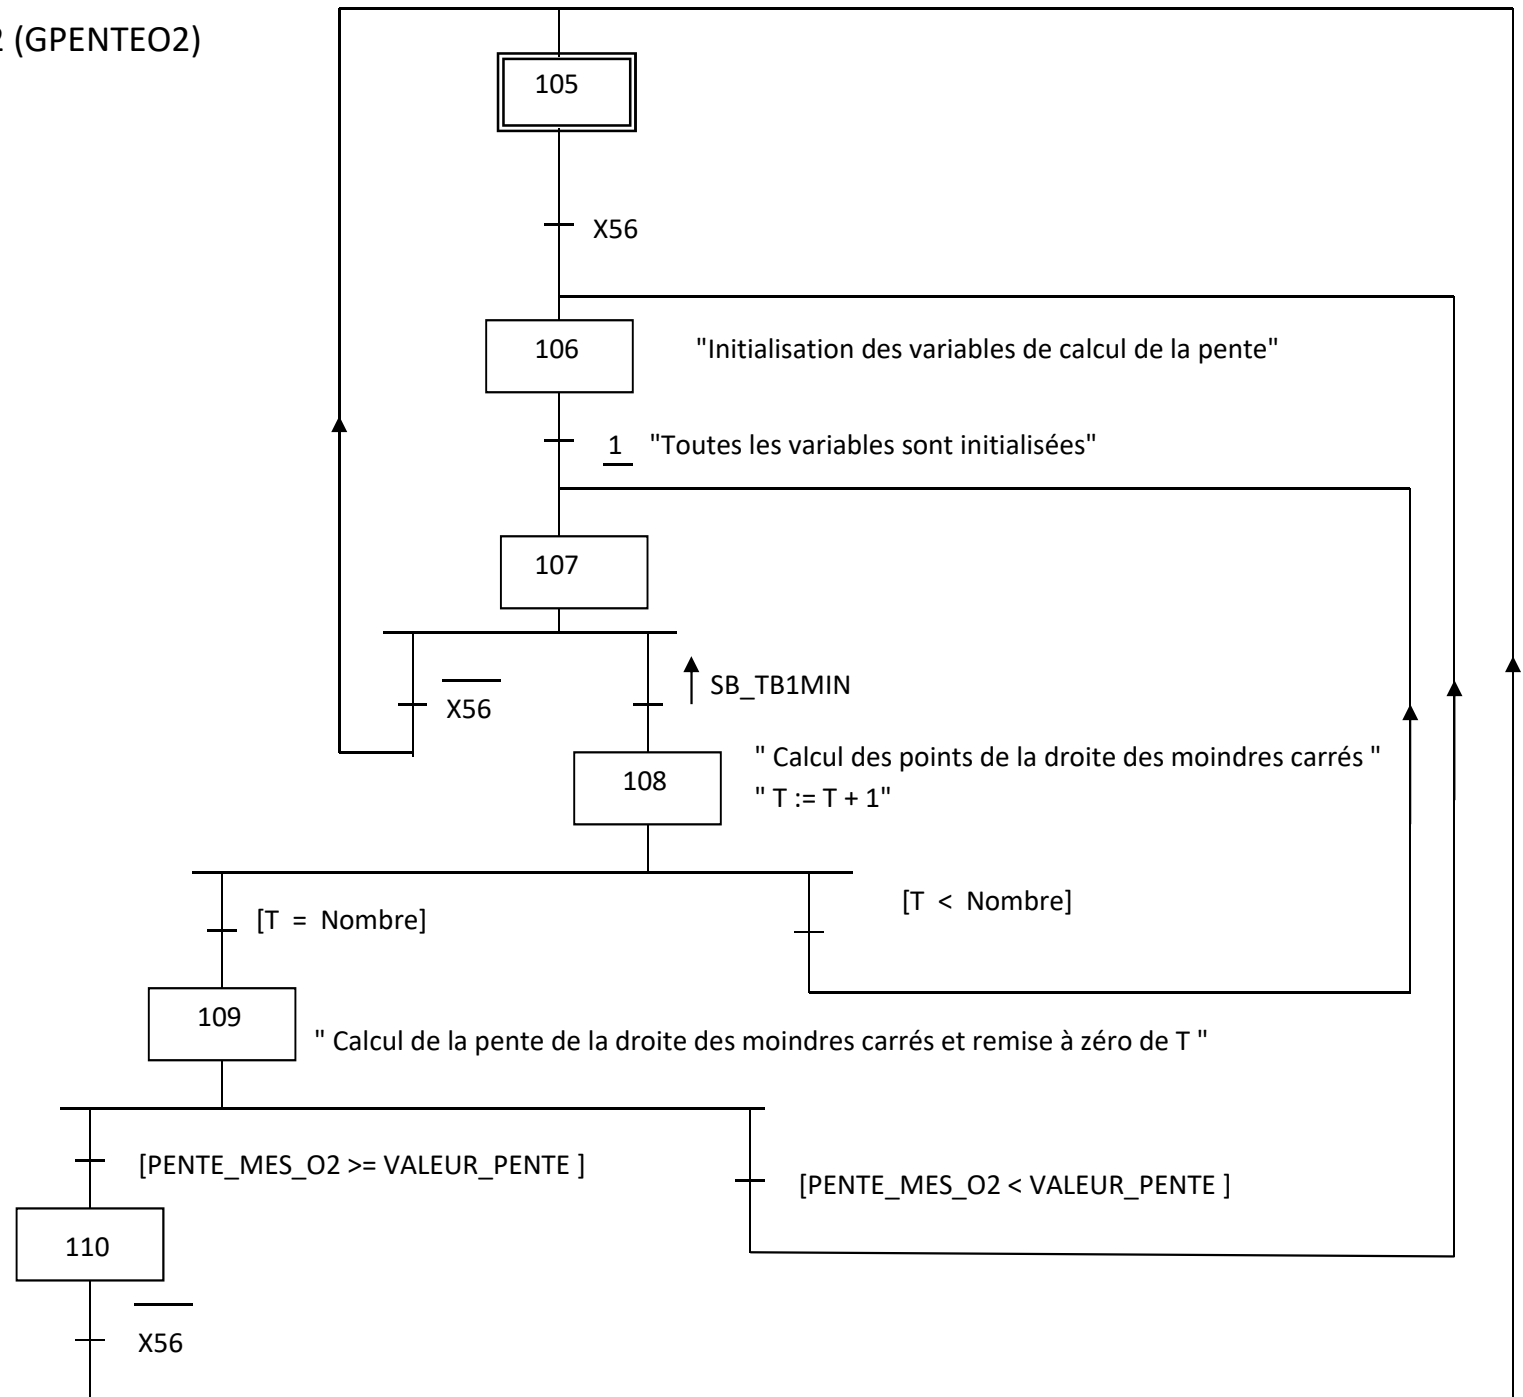 2 (GPENTEO2)
105
X56
106
"Initialisation des variables de calcul de la pente"
1 "Toutes les variables sont initialisées"
107
X56
SB_TB1MIN
108
" Calcul des points de la droite des moindres carrés "
" T := T + 1"
[T = Nombre]
[T < Nombre]
109
" Calcul de la pente de la droite des moindres carrés et remise à zéro de T "
[PENTE_MES_O2 >= VALEUR_PENTE ]
[PENTE_MES_O2 < VALEUR_PENTE ]
110
X56